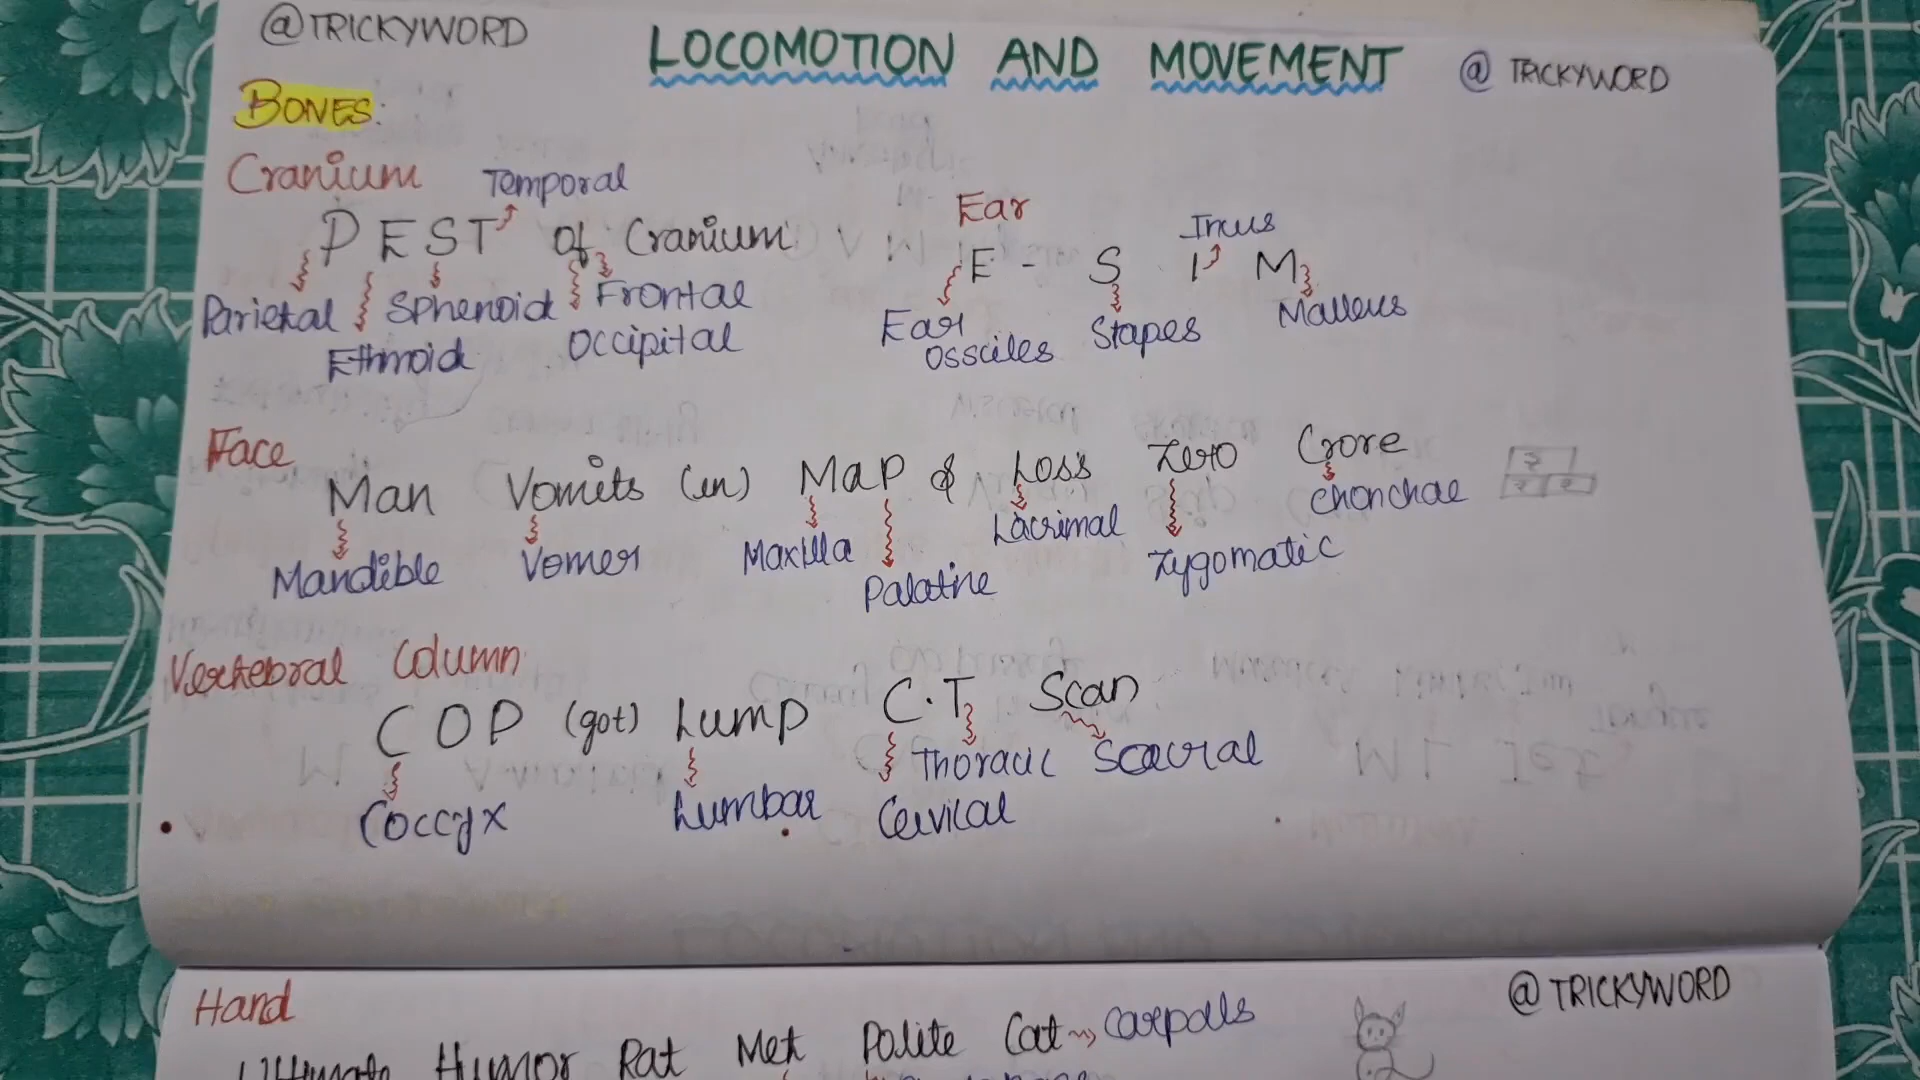 @TRICKYWORD
LOCOMOTION AND MOVEMENT
@TRICKYWORD
BONES:
Cranium
Temporal
PEST of Cranium
Parietal
Sphenoid
Frontal
Ethmoid
Occipital
Ear
Incus
E - S I M
Ear
Ossciles
Stapes
Malleus
Face
Man Vomits (in) MaP & Loss Zero Crore
Mandible
Vomer
Maxilla
Palatine
Lacrimal
Zygomatic
Chonchae
Vertebral Column
COP (got) Lump C.T. Scan
Coccyx
Lumbar
Cervical
Thoracic
Hand
@TRICKYWORD
Ultimate Humor Rat Met Polite Cat
Carpalls